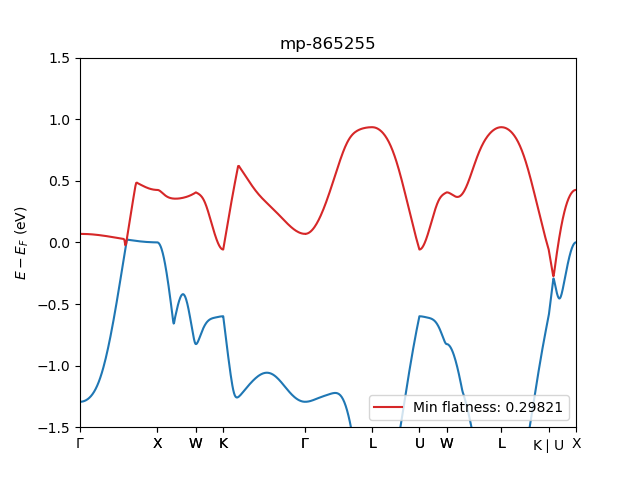 mp-865255
1.5
1.0
0.5
0.0
−0.5
−1.0
−1.5
E − E_F (eV)
Min flatness: 0.29821
Γ X W K Γ L U W L K | U X